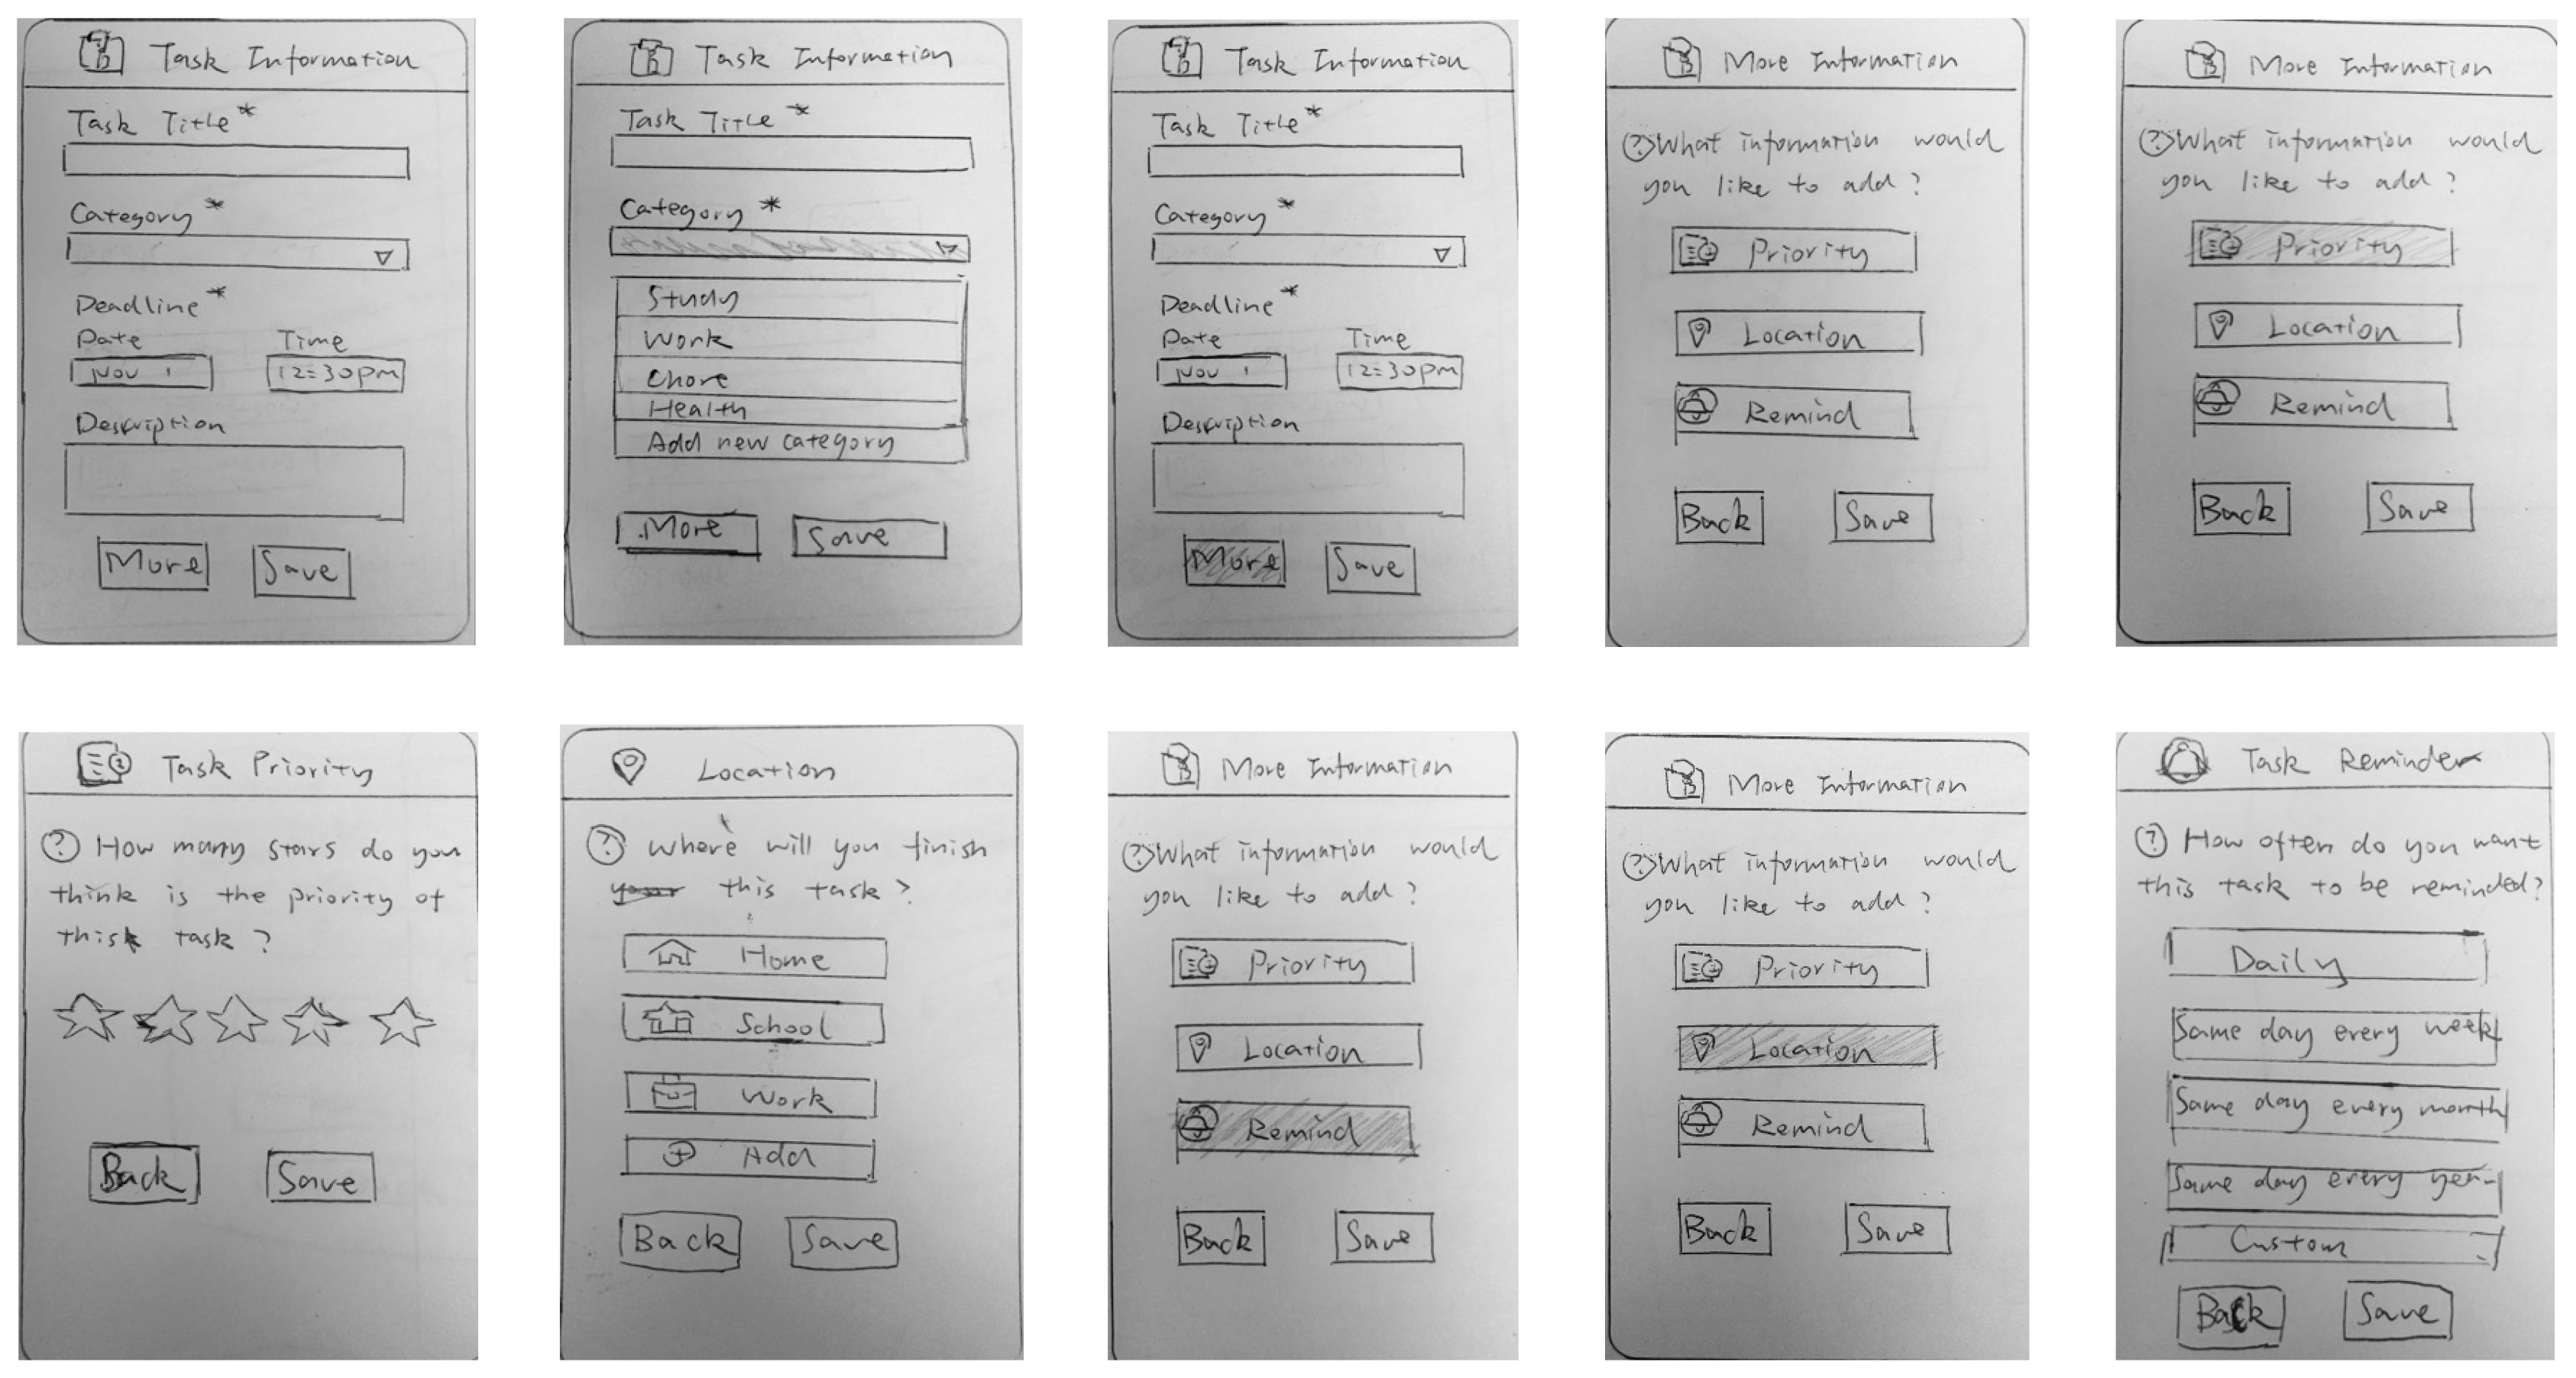 Task Information
Task Title*
Category*
Deadline*
Date Time
Nov 1 12:30pm
Description
More Save
Task Information
Task Title*
Category*
Study
Work
Chore
Health
Add new category
More Save
Task Information
Task Title*
Category*
Deadline*
Date Time
Nov 1 12:30pm
Description
More Save
More Information
? What information would
you like to add?
Priority
Location
Remind
Back Save
More Information
? What information would
you like to add?
Priority
Location
Remind
Back Save
Task Priority
? How many stars do you
think is the priority of
this task?
Back Save
Location
? Where will you finish
your this task?
Home
School
Work
Add
Back Save
More Information
? What information would
you like to add?
Priority
Location
Remind
Back Save
More Information
? What information would
you like to add?
Priority
Location
Remind
Back Save
Task Reminder
? How often do you want
this task to be reminded?
Daily
Same day every week
Same day every month
Same day every year
Custom
Back Save